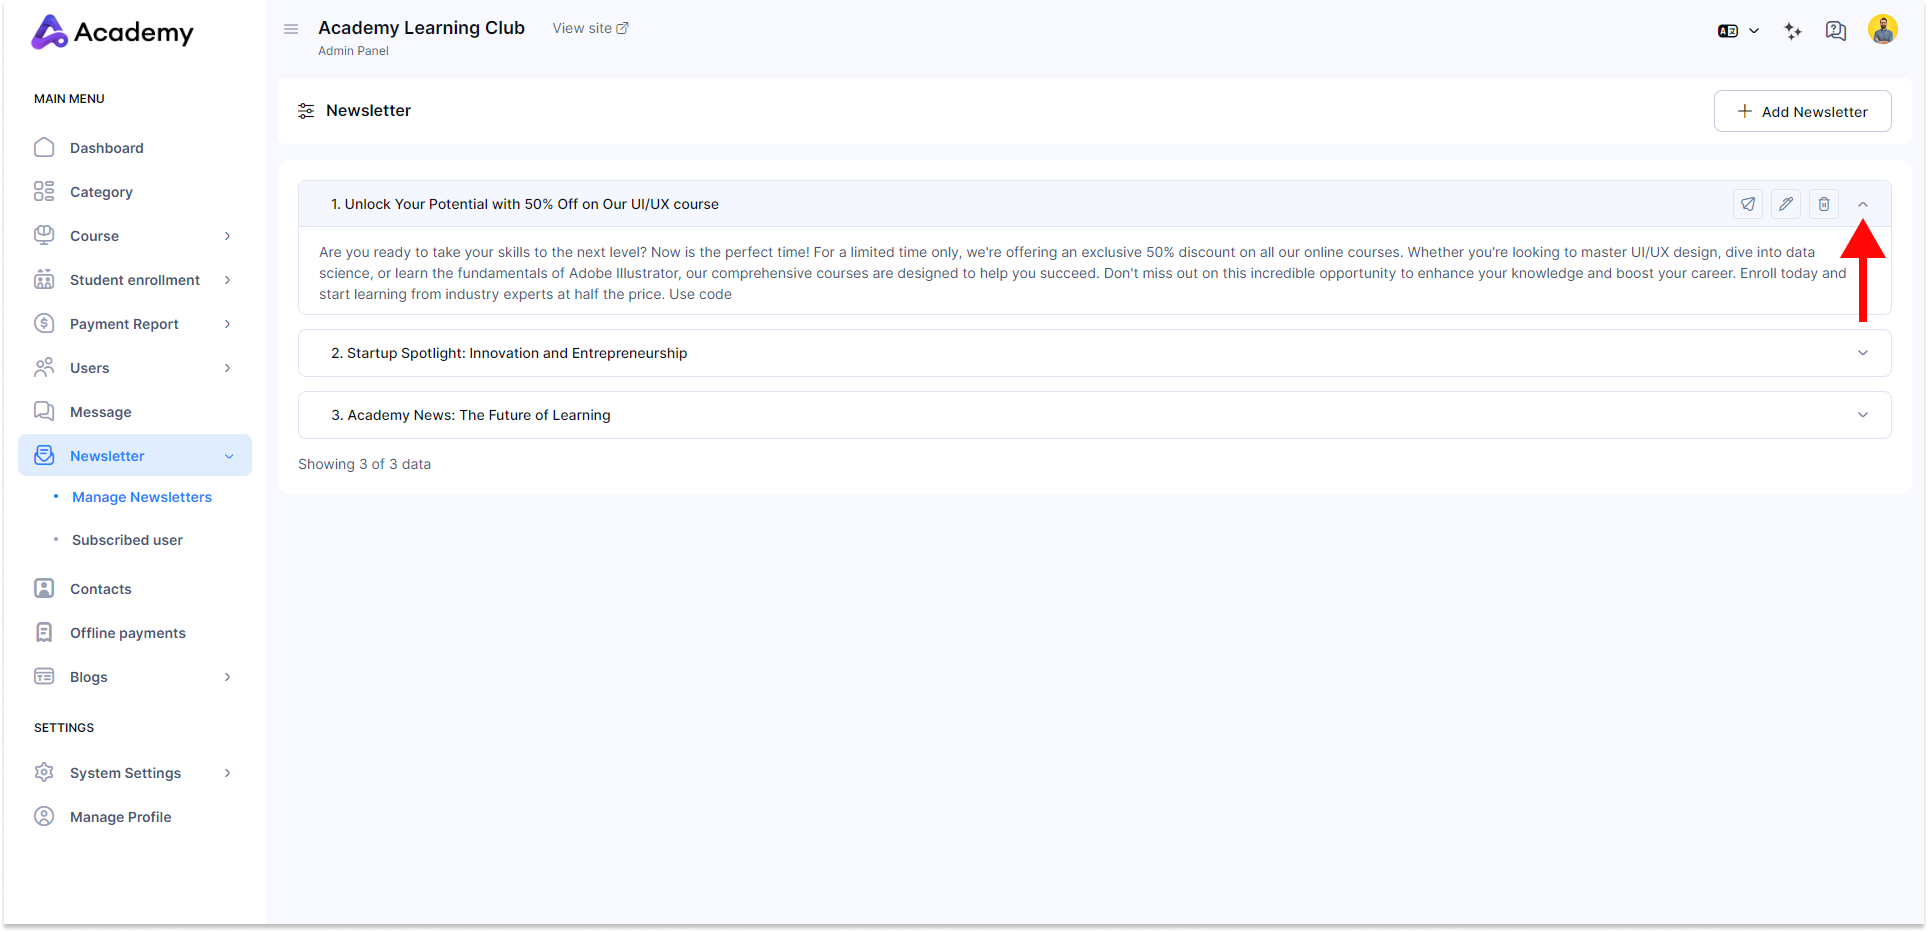 Academy
Academy Learning Club
View site
Admin Panel
MAIN MENU
Dashboard
Category
Course
Student enrollment
Payment Report
Users
Message
Newsletter
Manage Newsletters
Subscribed user
Contacts
Offline payments
Blogs
SETTINGS
System Settings
Manage Profile
Newsletter
+ Add Newsletter
1. Unlock Your Potential with 50% Off on Our UI/UX course
Are you ready to take your skills to the next level? Now is the perfect time! For a limited time only, we're offering an exclusive 50% discount on all our online courses. Whether you're looking to master UI/UX design, dive into data
science, or learn the fundamentals of Adobe Illustrator, our comprehensive courses are designed to help you succeed. Don't miss out on this incredible opportunity to enhance your knowledge and boost your career. Enroll today and
start learning from industry experts at half the price. Use code
2. Startup Spotlight: Innovation and Entrepreneurship
3. Academy News: The Future of Learning
Showing 3 of 3 data